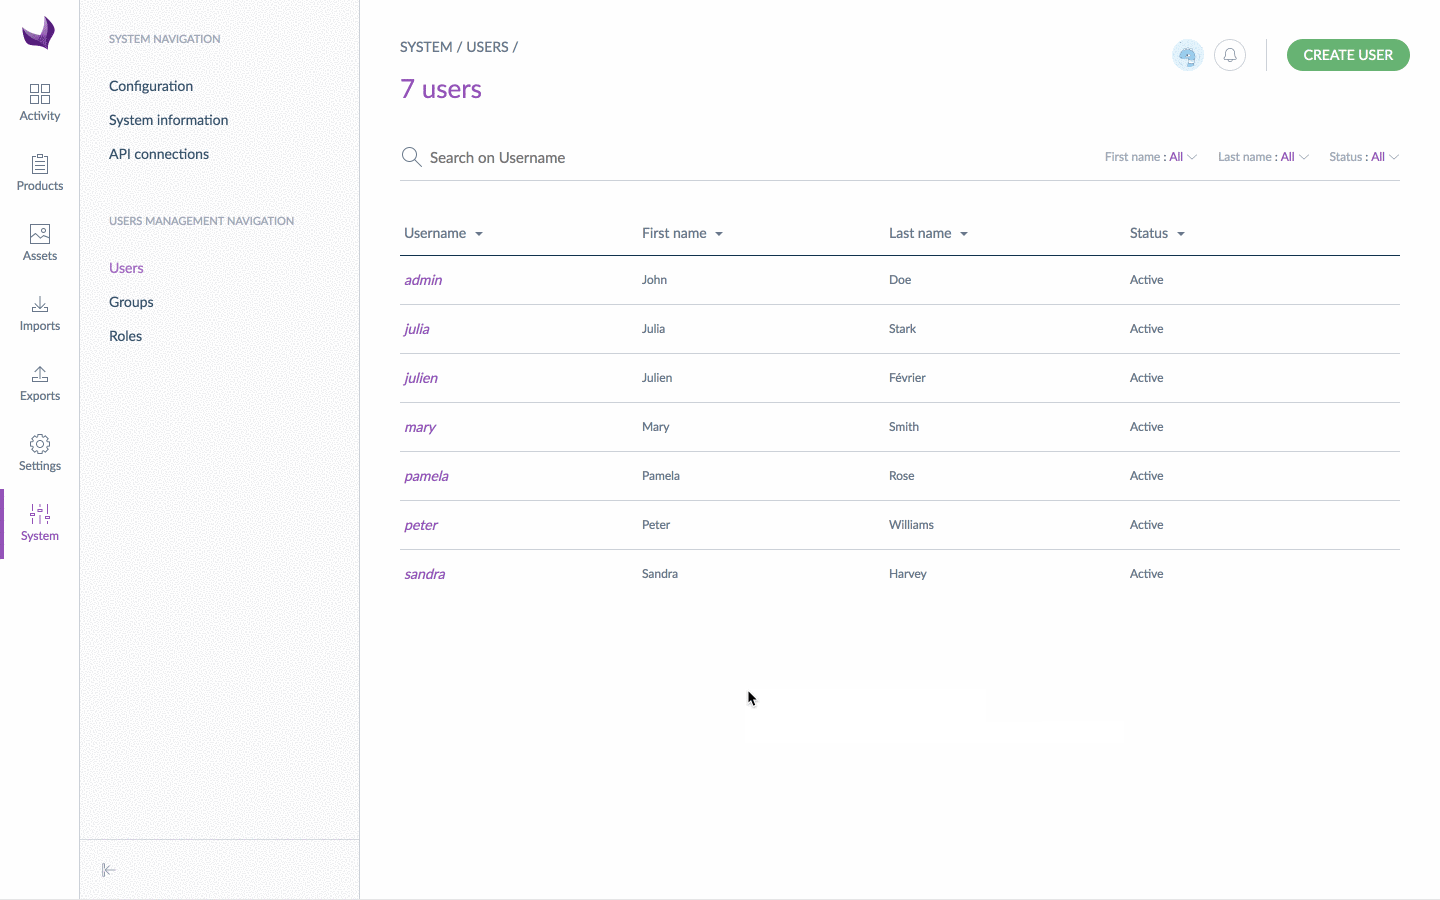 Activity
Products
Assets
Imports
Exports
Settings
System
SYSTEM NAVIGATION
Configuration
System information
API connections
USERS MANAGEMENT NAVIGATION
Users
Groups
Roles
SYSTEM / USERS /
CREATE USER
7 users
Search on Username
First name : All Last name : All Status : All
Username First name Last name Status
admin John Doe Active
julia Julia Stark Active
julien Julien Février Active
mary Mary Smith Active
pamela Pamela Rose Active
peter Peter Williams Active
sandra Sandra Harvey Active